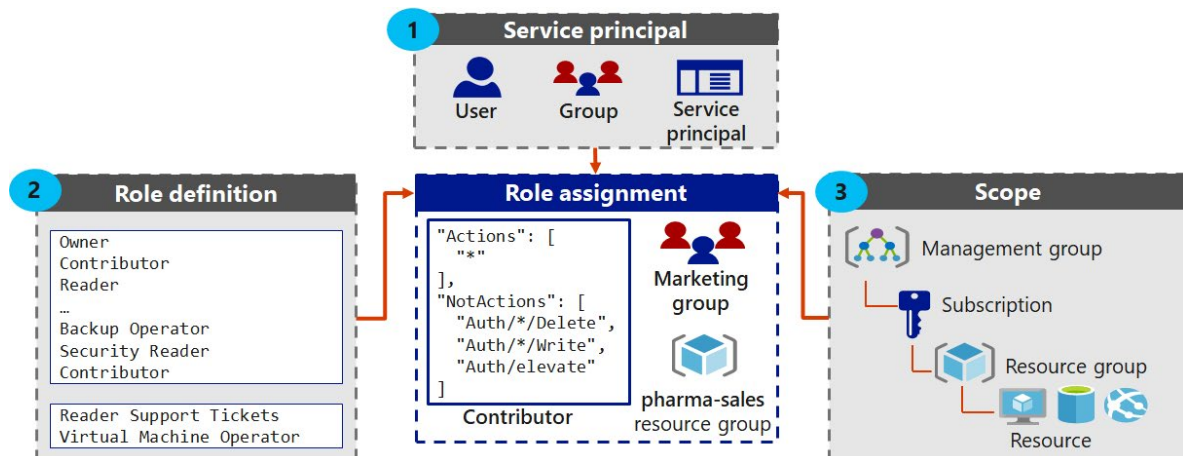 1
Service principal
User
Group
Service
principal
2
Role definition
Owner
Contributor
Reader
…
Backup Operator
Security Reader
Contributor
Reader Support Tickets
Virtual Machine Operator
Role assignment
"Actions": [
"*"
],
"NotActions": [
"Auth/*/Delete",
"Auth/*/Write",
"Auth/elevate"
]
Contributor
Marketing
group
pharma-sales
resource group
3
Scope
Management group
Subscription
Resource group
Resource